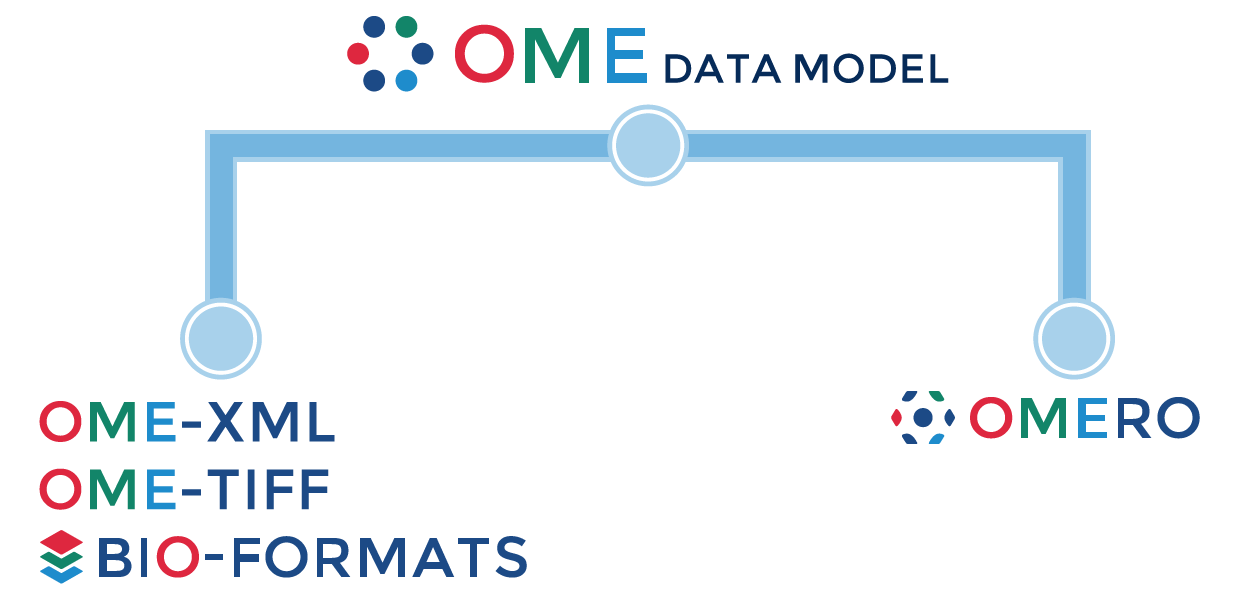 OME DATA MODEL
OME-XML
OME-TIFF
BIO-FORMATS
OMERO